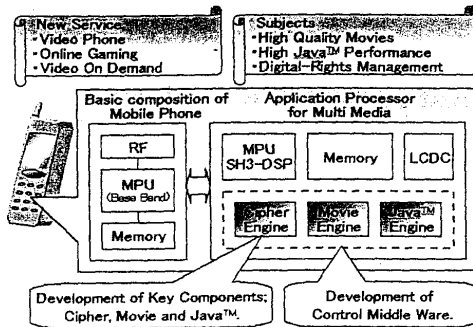 New Service
・Video Phone
・Online Gaming
・Video On Demand
Subjects
・High Quality Movies
・High Java™ Performance
・Digital-Rights Management
Basic composition of
Mobile Phone
RF
MPU
(Base Band)
Memory
Application Processor
for Multi Media
MPU
SH3-DSP
Memory
LCDC
Cipher
Engine
Movie
Engine
Java™
Engine
Development of Key Components;
Cipher, Movie and Java™.
Development of
Control Middle Ware.